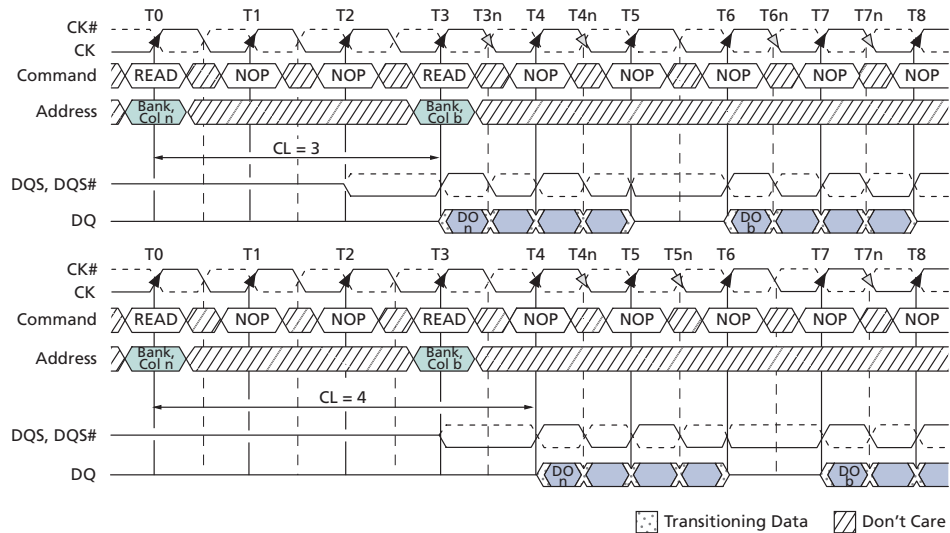 T0 T1 T2 T3 T3n T4 T4n T5 T6 T6n T7 T7n T8
CK#
CK
Command READ NOP NOP READ NOP NOP NOP NOP NOP
Address Bank, Col n Bank, Col b
CL = 3
DQS, DQS#
DQ DO n DO b
T0 T1 T2 T3 T4 T4n T5 T5n T6 T7 T7n T8
CK#
CK
Command READ NOP NOP READ NOP NOP NOP NOP NOP
Address Bank, Col n Bank, Col b
CL = 4
DQS, DQS#
DQ DO n DO b
Transitioning Data Don't Care